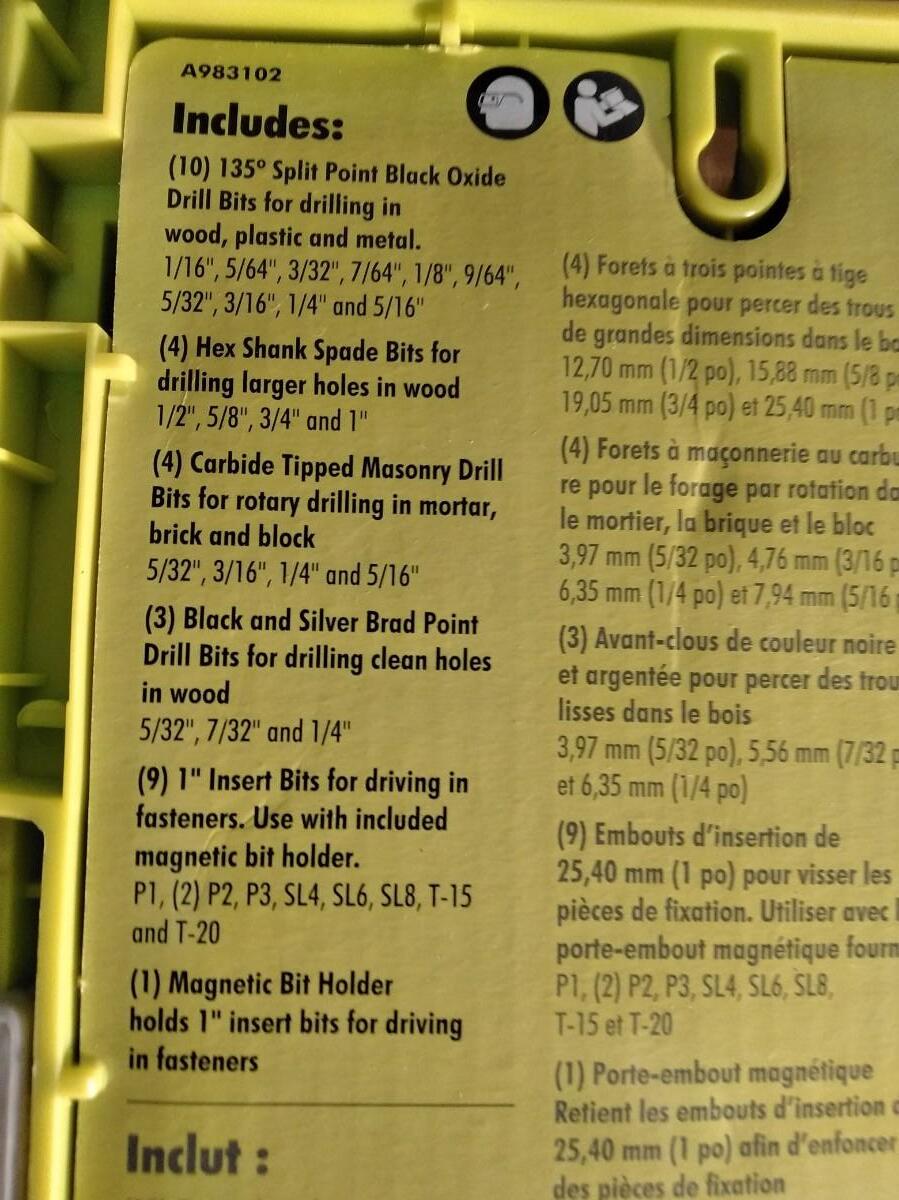 A983102
Includes:
(10) 135° Split Point Black Oxide
Drill Bits for drilling in
wood, plastic and metal.
1/16", 5/64", 3/32", 7/64", 1/8", 9/64",
5/32", 3/16", 1/4" and 5/16"
(4) Hex Shank Spade Bits for
drilling larger holes in wood
1/2", 5/8", 3/4" and 1"
(4) Carbide Tipped Masonry Drill
Bits for rotary drilling in mortar,
brick and block
5/32", 3/16", 1/4" and 5/16"
(3) Black and Silver Brad Point
Drill Bits for drilling clean holes
in wood
5/32", 7/32" and 1/4"
(9) 1" Insert Bits for driving in
fasteners. Use with included
magnetic bit holder.
P1, (2) P2, P3, SL4, SL6, SL8, T-15
and T-20
(1) Magnetic Bit Holder
holds 1" insert bits for driving
in fasteners
Inclut :
(4) Forets à trois pointes à tige
hexagonale pour percer des trous
de grandes dimensions dans le
12,70 mm (1/2 po), 15,88 mm (5/8
19,05 mm (3/4 po) et 25,40 mm (1
(4) Forets à maçonnerie au carbu
re pour le forage par rotation
le mortier, la brique et le bloc
3,97 mm (5/32 po), 4,76 mm (3/16
6,35 mm (1/4 po) et 7,94 mm (5/16
(3) Avant-clous de couleur noire
et argentée pour percer des trou
lisses dans le bois
3,97 mm (5/32 po), 5,56 mm (7/32
et 6,35 mm (1/4 po)
(9) Embouts d'insertion de
25,40 mm (1 po) pour visser les
pièces de fixation. Utiliser avec
porte-embout magnétique fourn
P1, (2) P2, P3, SL4, SL6, SL8,
T-15 et T-20
(1) Porte-embout magnétique
Retient les embouts d'insertion
25,40 mm (1 po) afin d'enfoncer
des pièces de fixation